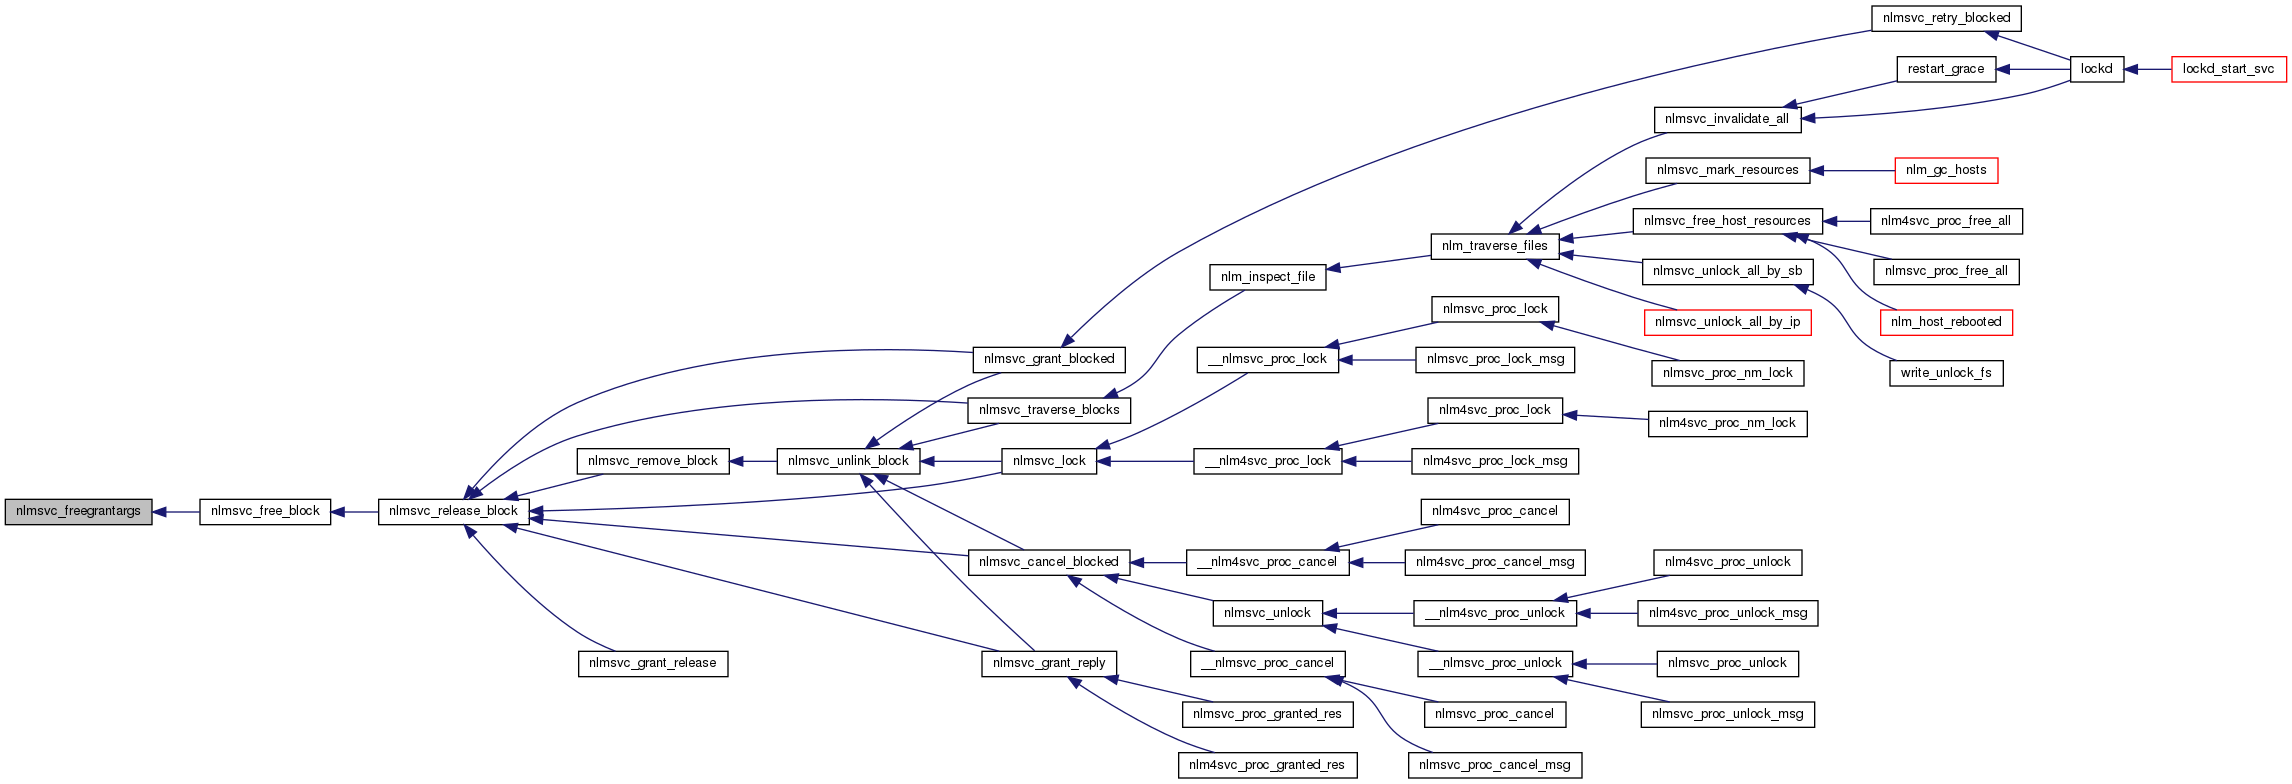 nlmsvc_retry_blocked
restart_grace
lockd
lockd_start_svc
nlmsvc_invalidate_all
nlmsvc_mark_resources
nlm_gc_hosts
nlmsvc_free_host_resources
nlm4svc_proc_free_all
nlm_traverse_files
nlmsvc_unlock_all_by_sb
nlmsvc_proc_free_all
nlm_inspect_file
nlmsvc_proc_lock
nlmsvc_unlock_all_by_ip
nlm_host_rebooted
nlmsvc_grant_blocked
__nlmsvc_proc_lock
nlmsvc_proc_lock_msg
nlmsvc_proc_nm_lock
write_unlock_fs
nlmsvc_traverse_blocks
nlm4svc_proc_lock
nlm4svc_proc_nm_lock
nlmsvc_remove_block
nlmsvc_unlink_block
nlmsvc_lock
__nlm4svc_proc_lock
nlm4svc_proc_lock_msg
nlmsvc_freegrantargs
nlmsvc_free_block
nlmsvc_release_block
nlm4svc_proc_cancel
nlmsvc_cancel_blocked
__nlm4svc_proc_cancel
nlm4svc_proc_cancel_msg
nlm4svc_proc_unlock
nlmsvc_unlock
__nlm4svc_proc_unlock
nlm4svc_proc_unlock_msg
nlmsvc_grant_release
nlmsvc_grant_reply
__nlmsvc_proc_cancel
__nlmsvc_proc_unlock
nlmsvc_proc_unlock
nlmsvc_proc_granted_res
nlmsvc_proc_cancel
nlmsvc_proc_unlock_msg
nlm4svc_proc_granted_res
nlmsvc_proc_cancel_msg